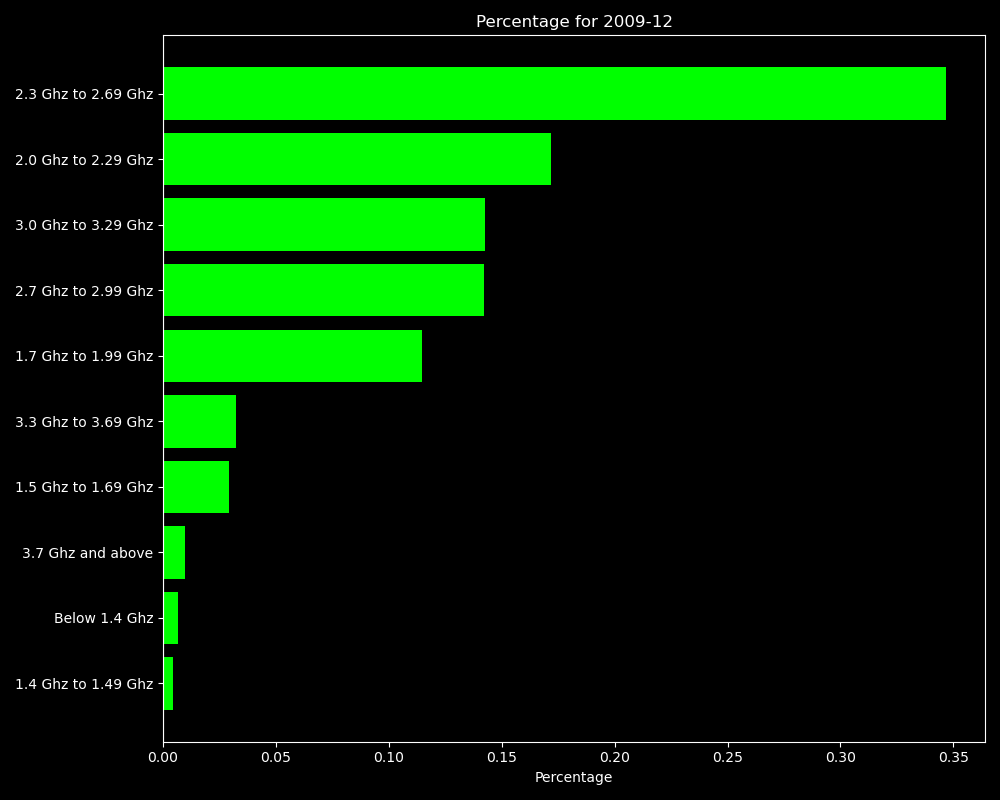 Percentage for 2009-12
2.3 Ghz to 2.69 Ghz
2.0 Ghz to 2.29 Ghz
3.0 Ghz to 3.29 Ghz
2.7 Ghz to 2.99 Ghz
1.7 Ghz to 1.99 Ghz
3.3 Ghz to 3.69 Ghz
1.5 Ghz to 1.69 Ghz
3.7 Ghz and above
Below 1.4 Ghz
1.4 Ghz to 1.49 Ghz
0.00 0.05 0.10 0.15 0.20 0.25 0.30 0.35
Percentage